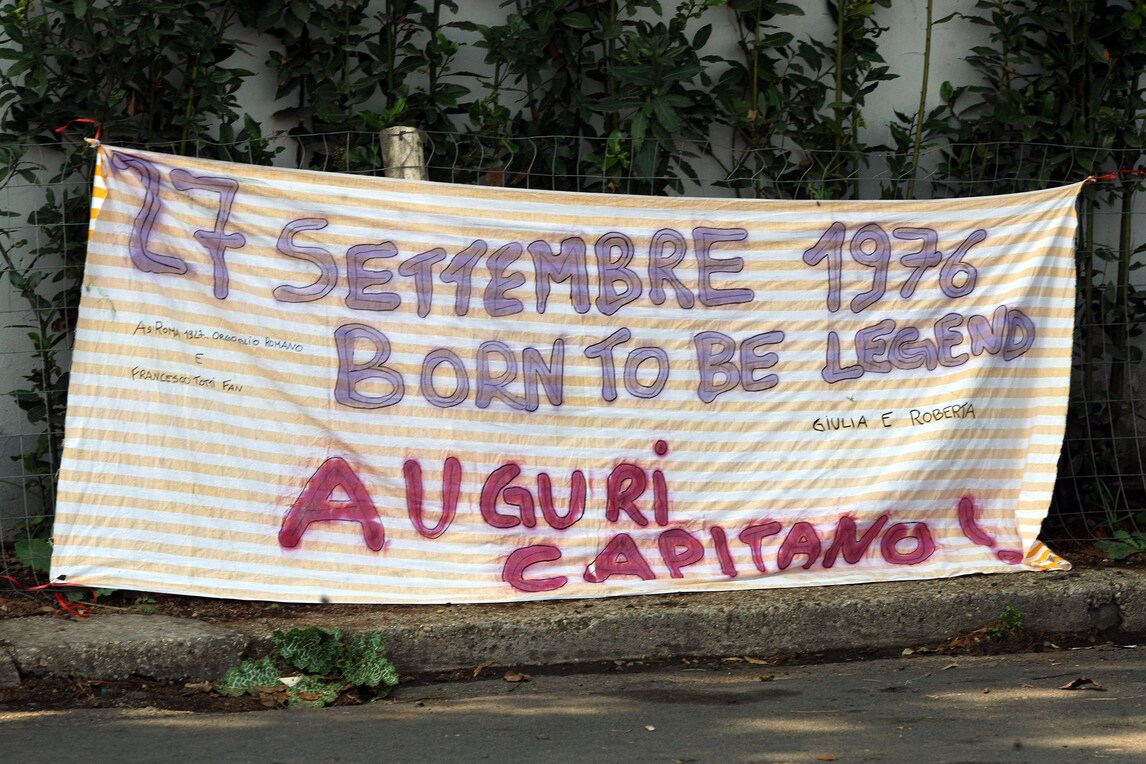 27 SETTEMBRE 1976
BORN TO BE LEGEND
AS ROMA 1927 ORGOGLIO ROMANO
E
FRANCESCO TOTTI FAN
GIULIA E ROBERTA
AUGURi
CAPITANO!